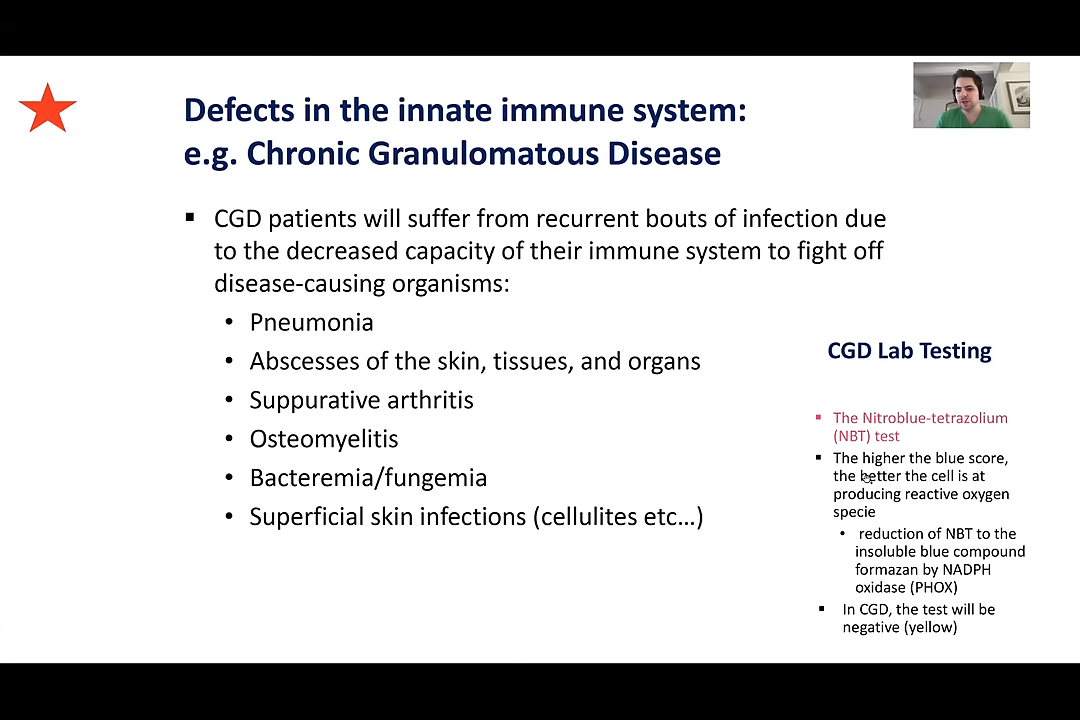 Defects in the innate immune system:
e.g. Chronic Granulomatous Disease
▪ CGD patients will suffer from recurrent bouts of infection due
to the decreased capacity of their immune system to fight off
disease-causing organisms:
• Pneumonia
• Abscesses of the skin, tissues, and organs
• Suppurative arthritis
• Osteomyelitis
• Bacteremia/fungemia
• Superficial skin infections (cellulites etc…)
CGD Lab Testing
▪ The Nitroblue-tetrazolium
(NBT) test
▪ The higher the blue score,
the better the cell is at
producing reactive oxygen
specie
• reduction of NBT to the
insoluble blue compound
formazan by NADPH
oxidase (PHOX)
▪ In CGD, the test will be
negative (yellow)